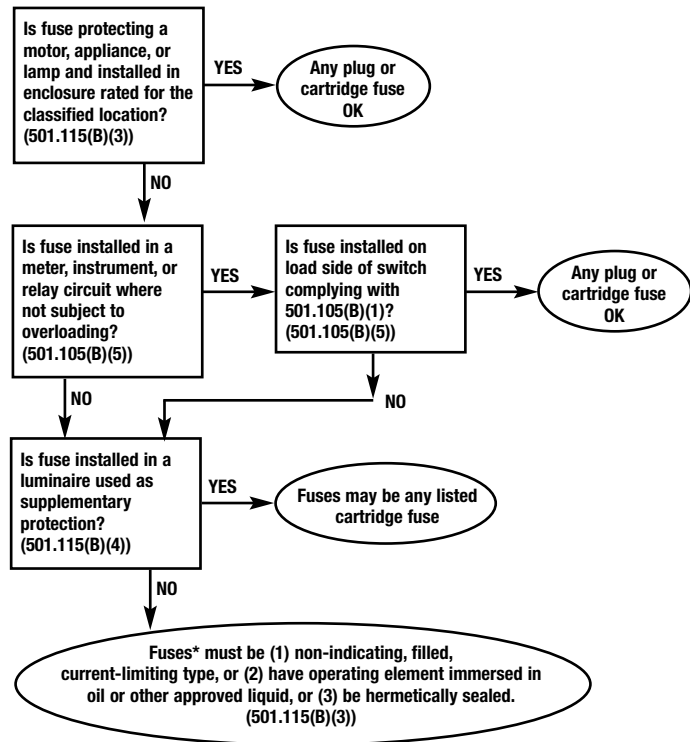 Is fuse protecting a
motor, appliance, or
lamp and installed in
enclosure rated for the
classified location?
(501.115(B)(3))
YES
Any plug or
cartridge fuse
OK
NO
Is fuse installed in a
meter, instrument, or
relay circuit where
not subject to
overloading?
(501.105(B)(5))
YES
Is fuse installed on
load side of switch
complying with
501.105(B)(1)?
(501.105(B)(5))
YES
Any plug or
cartridge fuse
OK
NO
NO
Is fuse installed in a
luminaire used as
supplementary
protection?
(501.115(B)(4))
YES
Fuses may be any listed
cartridge fuse
NO
Fuses* must be (1) non-indicating, filled,
current-limiting type, or (2) have operating element immersed in
oil or other approved liquid, or (3) be hermetically sealed.
(501.115(B)(3))